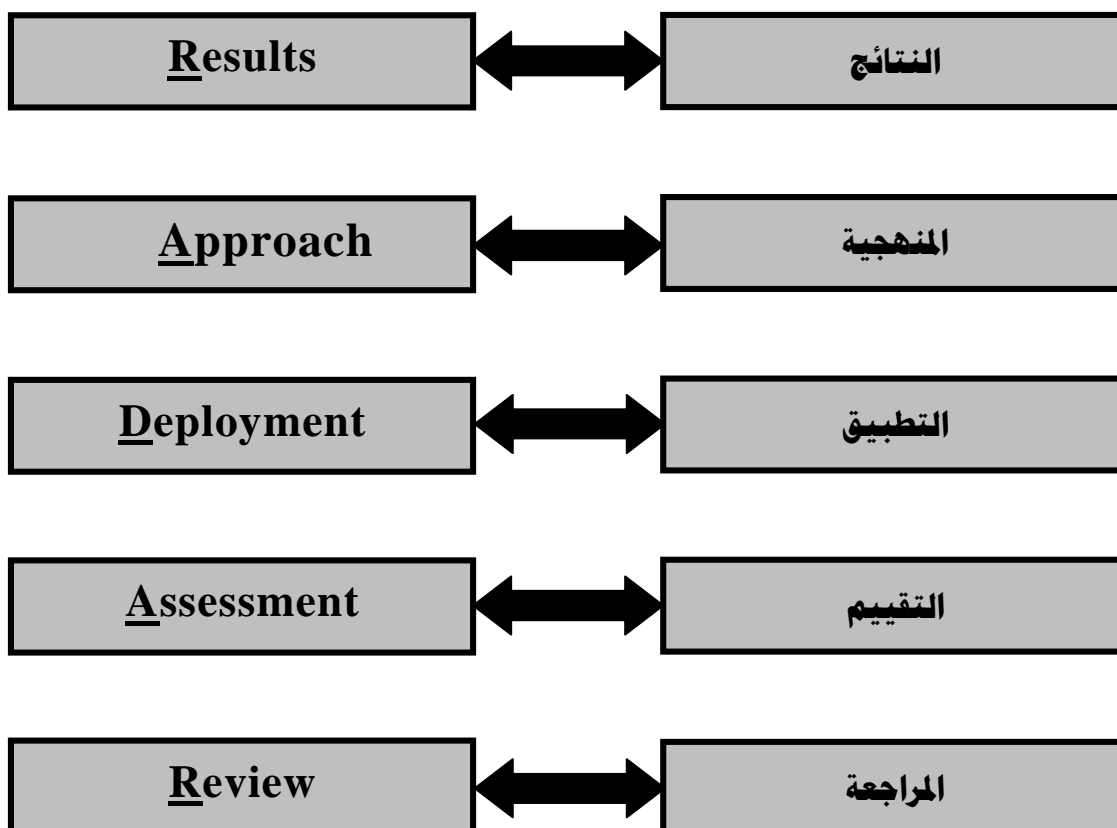 Results
النتائج
Approach
المنهجية
Deployment
التطبيق
Assessment
التقييم
Review
المراجعة